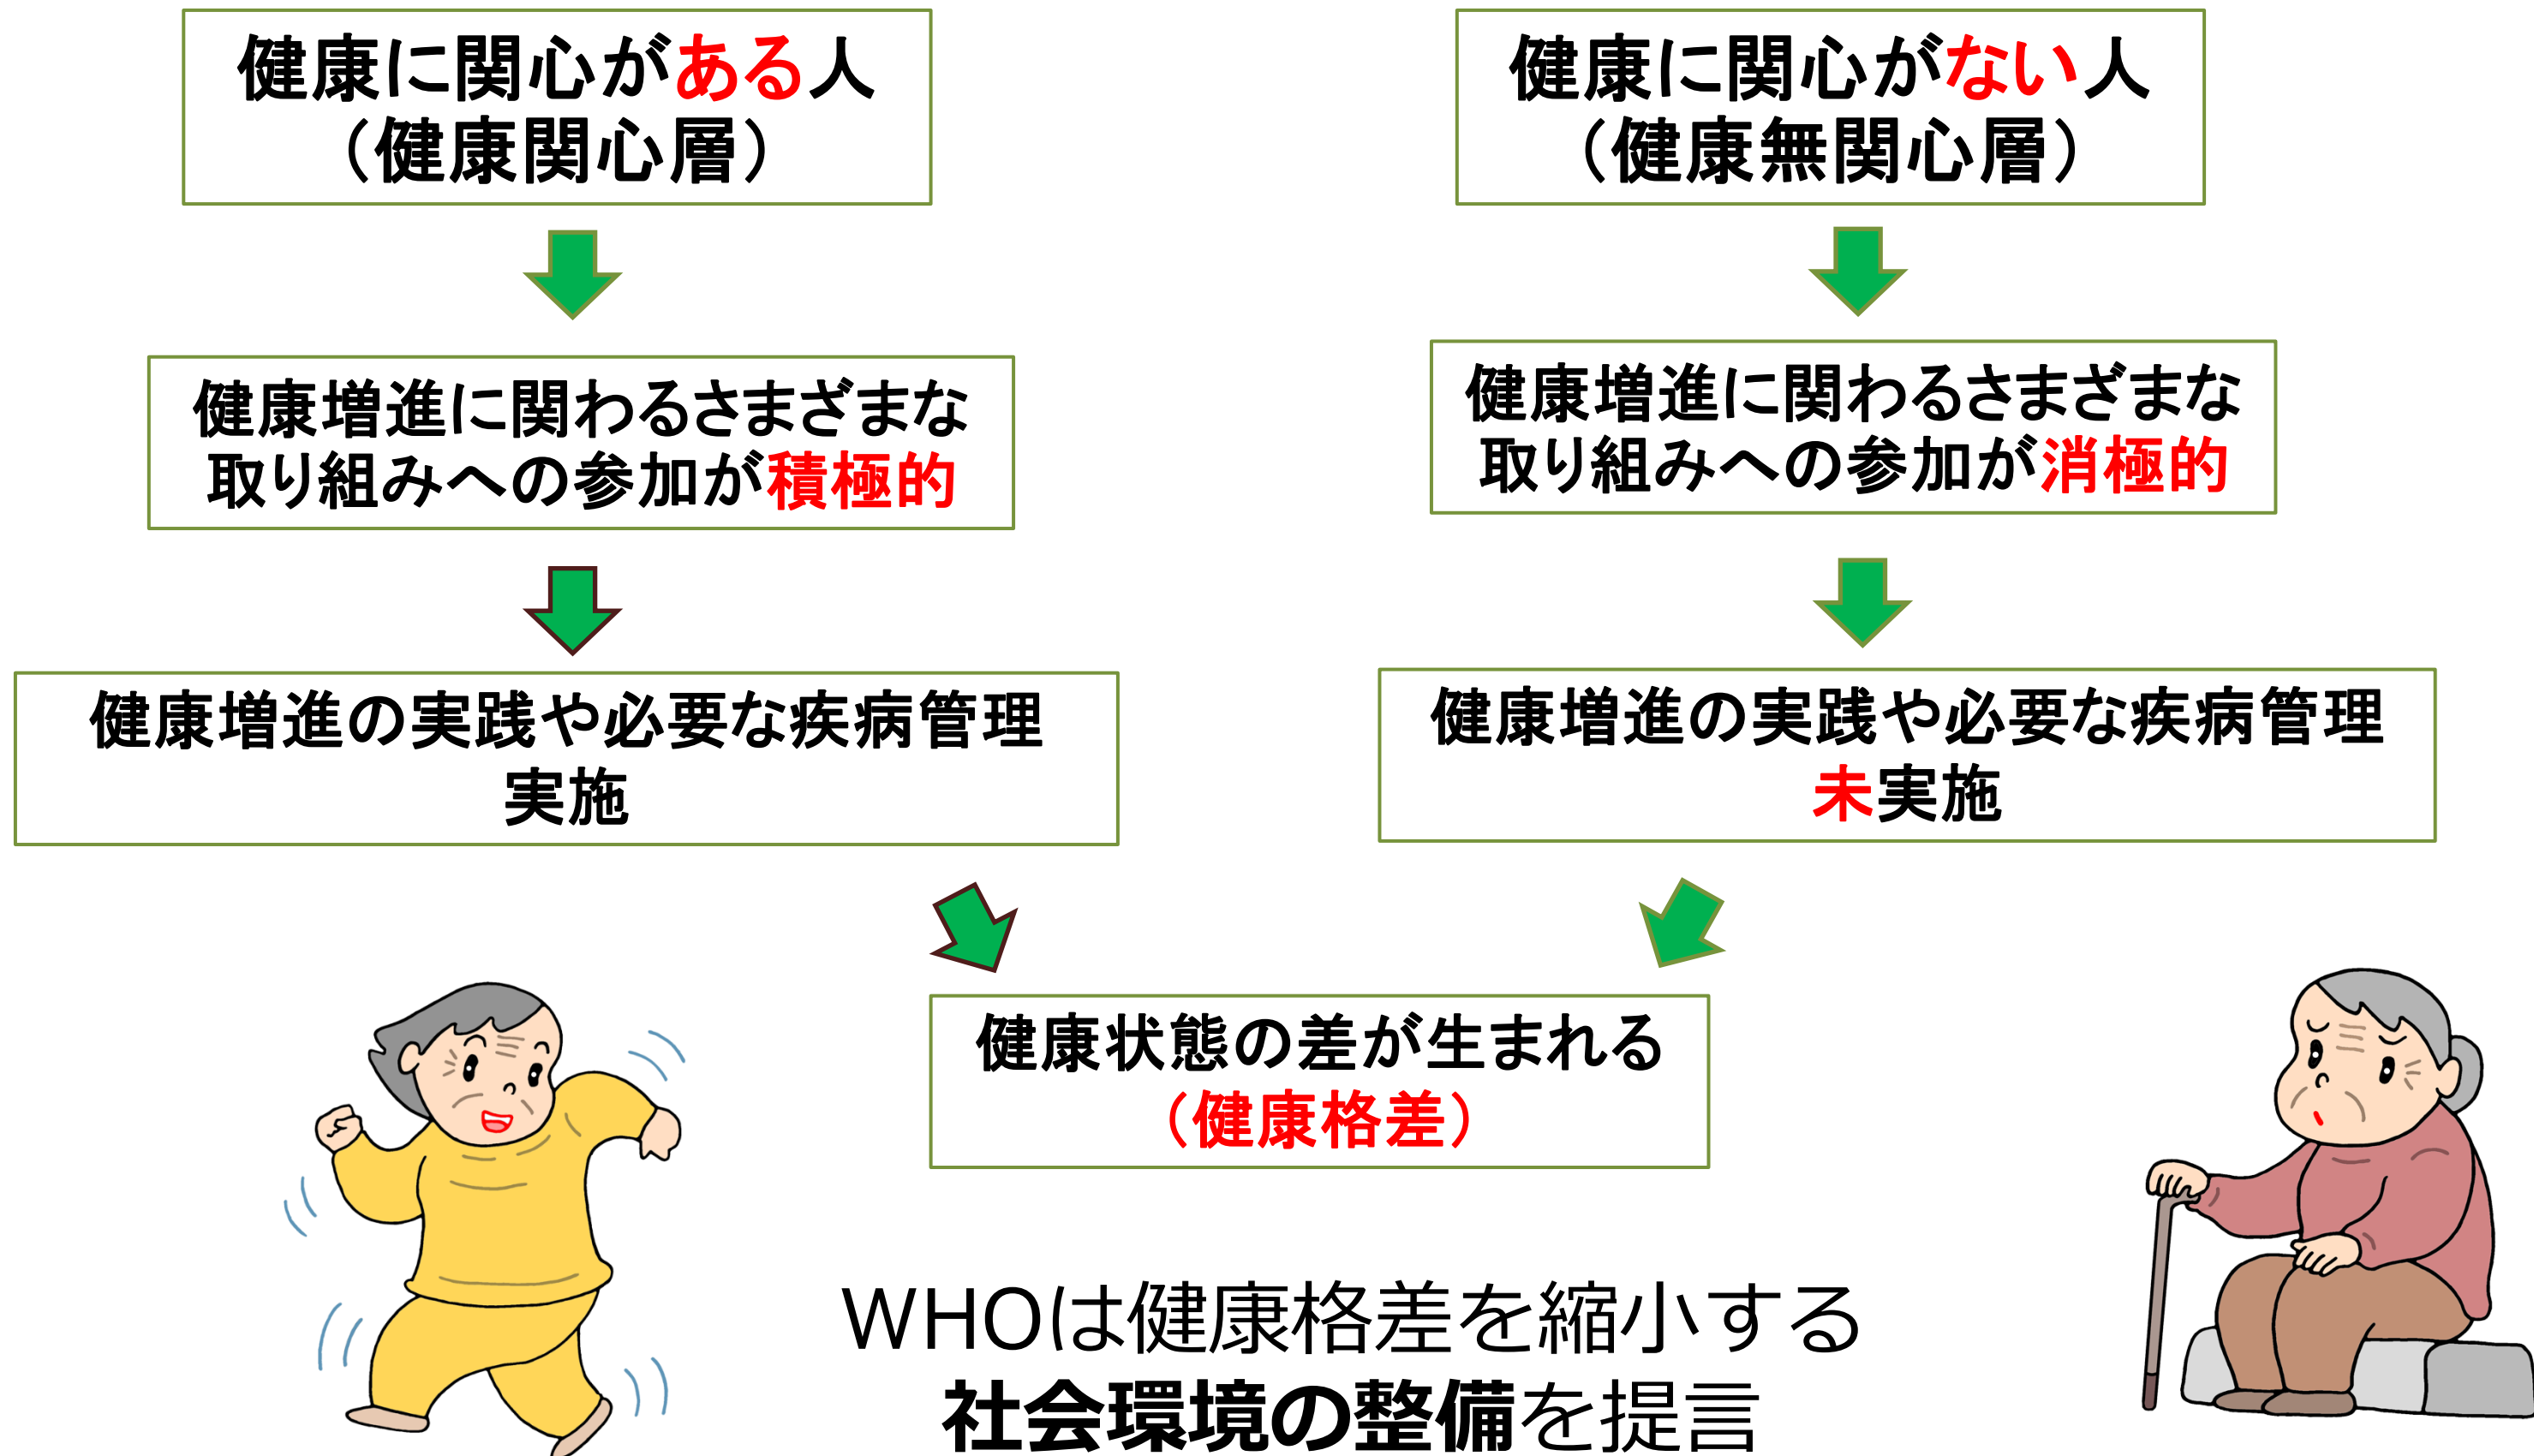 健康に関心がある人
（健康関心層）
健康増進に関わるさまざまな
取り組みへの参加が積極的
健康増進の実践や必要な疾病管理
実施
健康に関心がない人
（健康無関心層）
健康増進に関わるさまざまな
取り組みへの参加が消極的
健康増進の実践や必要な疾病管理
未実施
健康状態の差が生まれる
（健康格差）
WHOは健康格差を縮小する
社会環境の整備を提言